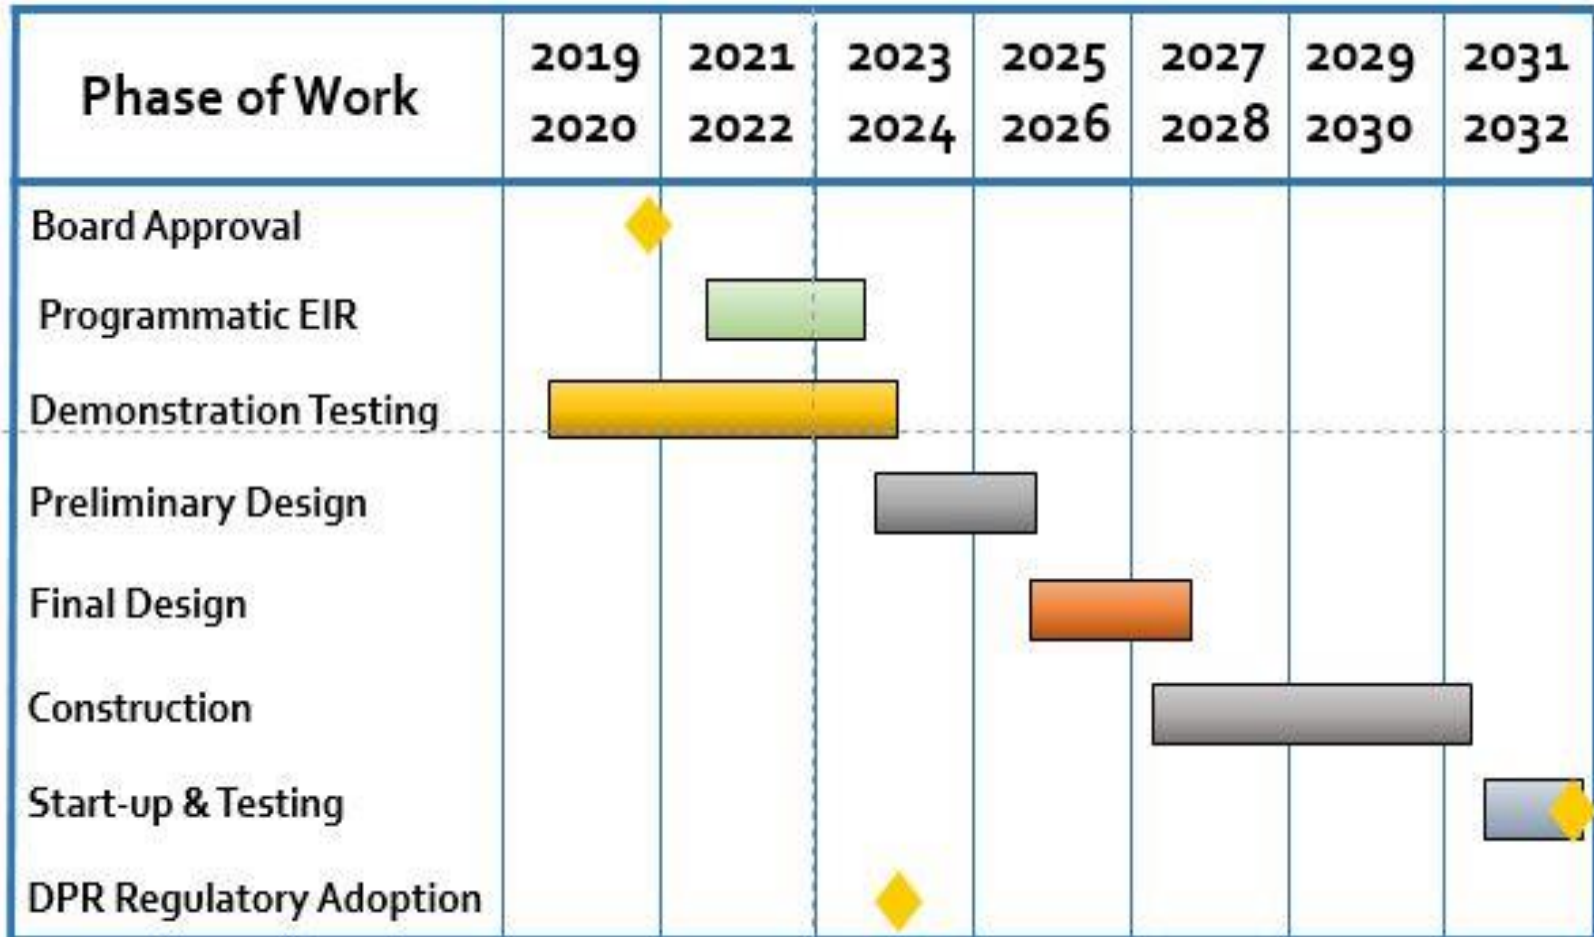 Phase of Work
2019 2021 2023 2025 2027 2029 2031
2020 2022 2024 2026 2028 2030 2032
Board Approval
Programmatic EIR
Demonstration Testing
Preliminary Design
Final Design
Construction
Start-up & Testing
DPR Regulatory Adoption